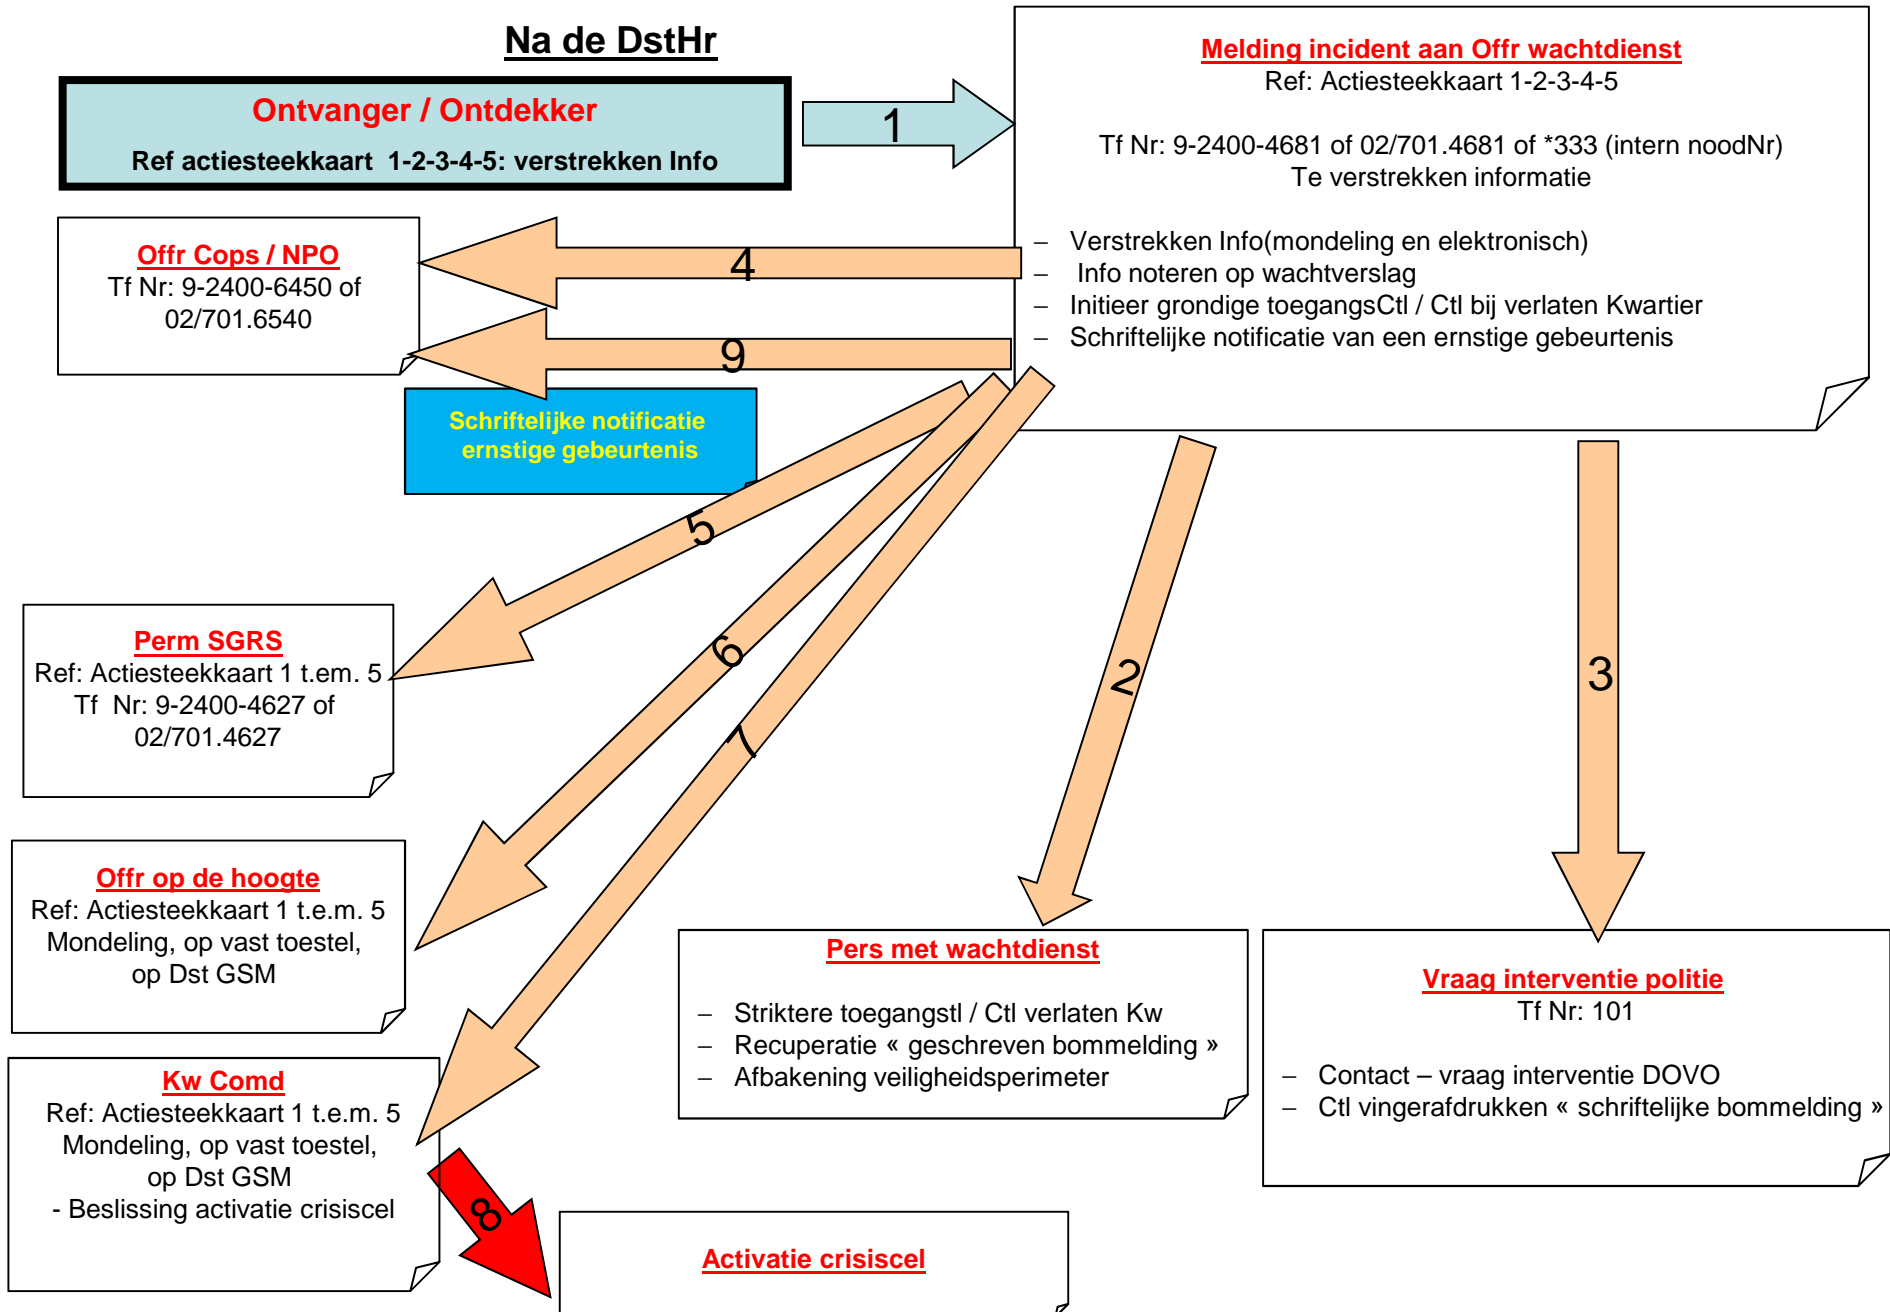 Na de DstHr
Ontvanger / Ontdekker
Ref actiesteekkaart 1-2-3-4-5: verstrekken Info
1
Melding incident aan Offr wachtdienst
Ref: Actiesteekkaart 1-2-3-4-5
Tf Nr: 9-2400-4681 of 02/701.4681 of *333 (intern noodNr)
Te verstrekken informatie
– Verstrekken Info(mondeling en elektronisch)
– Info noteren op wachtverslag
– Initieer grondige toegangsCtl / Ctl bij verlaten Kwartier
– Schriftelijke notificatie van een ernstige gebeurtenis
Offr Cops / NPO
Tf Nr: 9-2400-6450 of
02/701.6540
4
9
Schriftelijke notificatie
ernstige gebeurtenis
5
6
7
2
3
Perm SGRS
Ref: Actiesteekkaart 1 t.em. 5
Tf Nr: 9-2400-4627 of
02/701.4627
Offr op de hoogte
Ref: Actiesteekkaart 1 t.e.m. 5
Mondeling, op vast toestel,
op Dst GSM
Kw Comd
Ref: Actiesteekkaart 1 t.e.m. 5
Mondeling, op vast toestel,
op Dst GSM
- Beslissing activatie crisiscel
8
Activatie crisiscel
Pers met wachtdienst
– Striktere toegangstl / Ctl verlaten Kw
– Recuperatie « geschreven bommelding »
– Afbakening veiligheidsperimeter
Vraag interventie politie
Tf Nr: 101
– Contact – vraag interventie DOVO
– Ctl vingerafdrukken « schriftelijke bommelding »